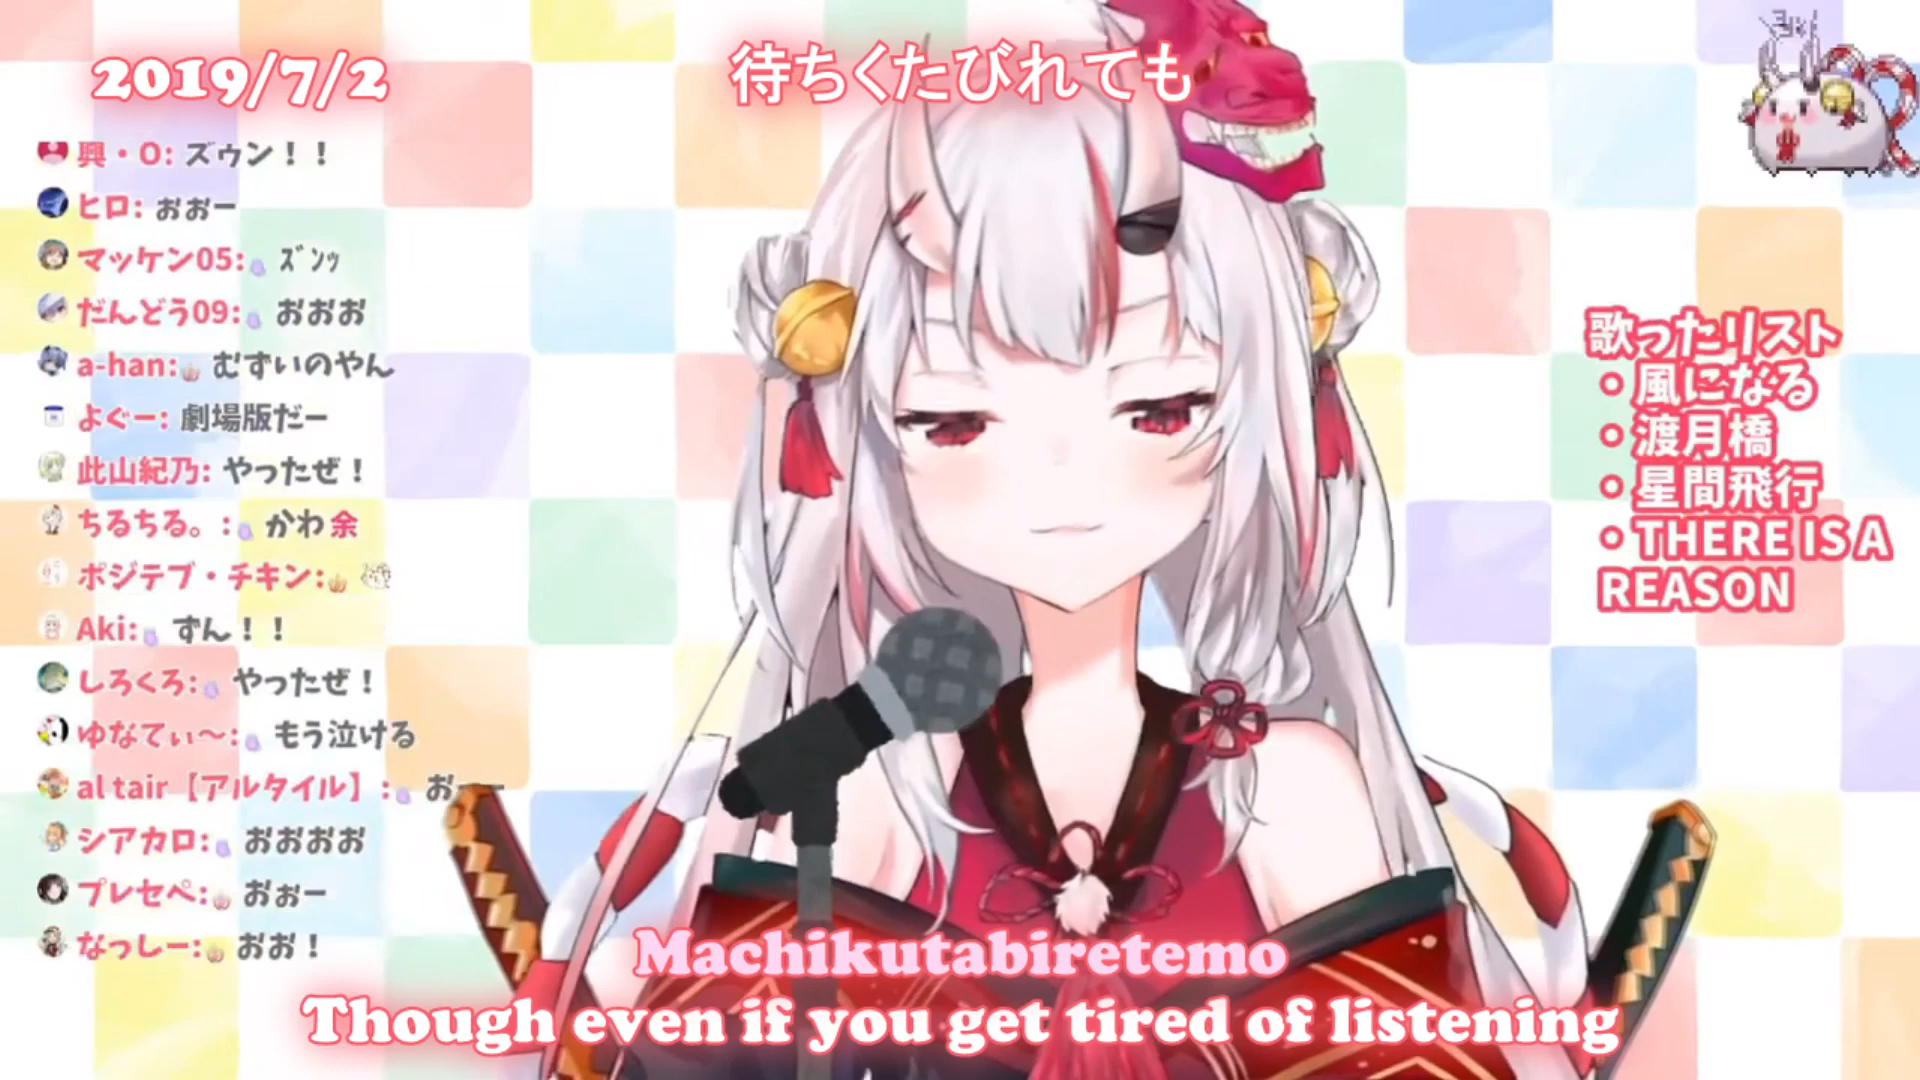 2019/7/2
待ちくたびれても
興・O: ズゥン！！
ヒロ: おぉー
マッケン05: ズンッ
だんどう09: おおお
a-han: むずいのやん
よぐー: 劇場版だー
此山紀乃: やったぜ！
ちるちる。: かわ余
ポジテブ・チキン:
Aki: ずん！！
しろくろ: やったぜ！
ゆなてぃ～: もう泣ける
al tair【アルタイル】: おー
シアカロ: おおおお
プレセペ: おぉー
なっしー: おお！
歌ったリスト
・風になる
・渡月橋
・星間飛行
・THERE IS A
REASON
Machikutabiretemo
Though even if you get tired of listening